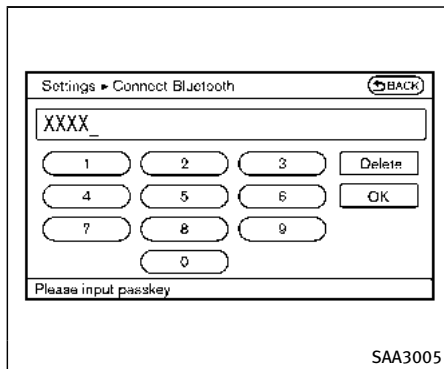 Settings ▸ Connect Bluetooth
BACK
XXXX_
1 2 3 Delete
4 5 6 OK
7 8 9
0
Please input passkey
SAA3005